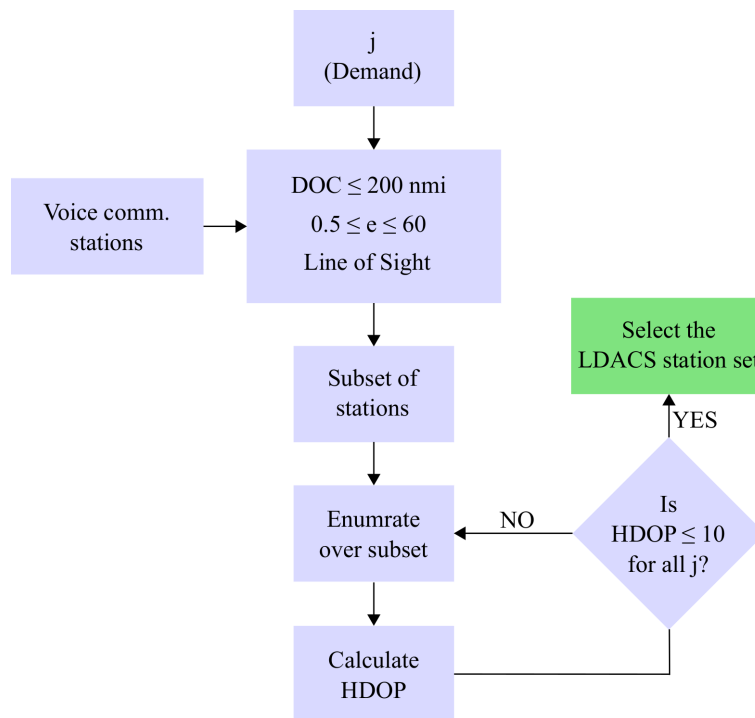 j
(Demand)
Voice comm.
stations
DOC ≤ 200 nmi
0.5 ≤ e ≤ 60
Line of Sight
Subset of
stations
Enumrate
over subset
Calculate
HDOP
Is
HDOP ≤ 10
for all j?
NO
YES
Select the
LDACS station set